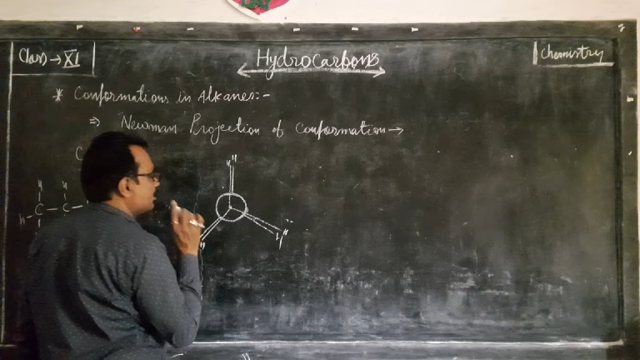 Class → XI
Hydrocarbons
Chemistry
* Conformations in Alkanes:-
⇒ Newman Projection of Conformation →
C
H H
H H
H - C - C -
H
H